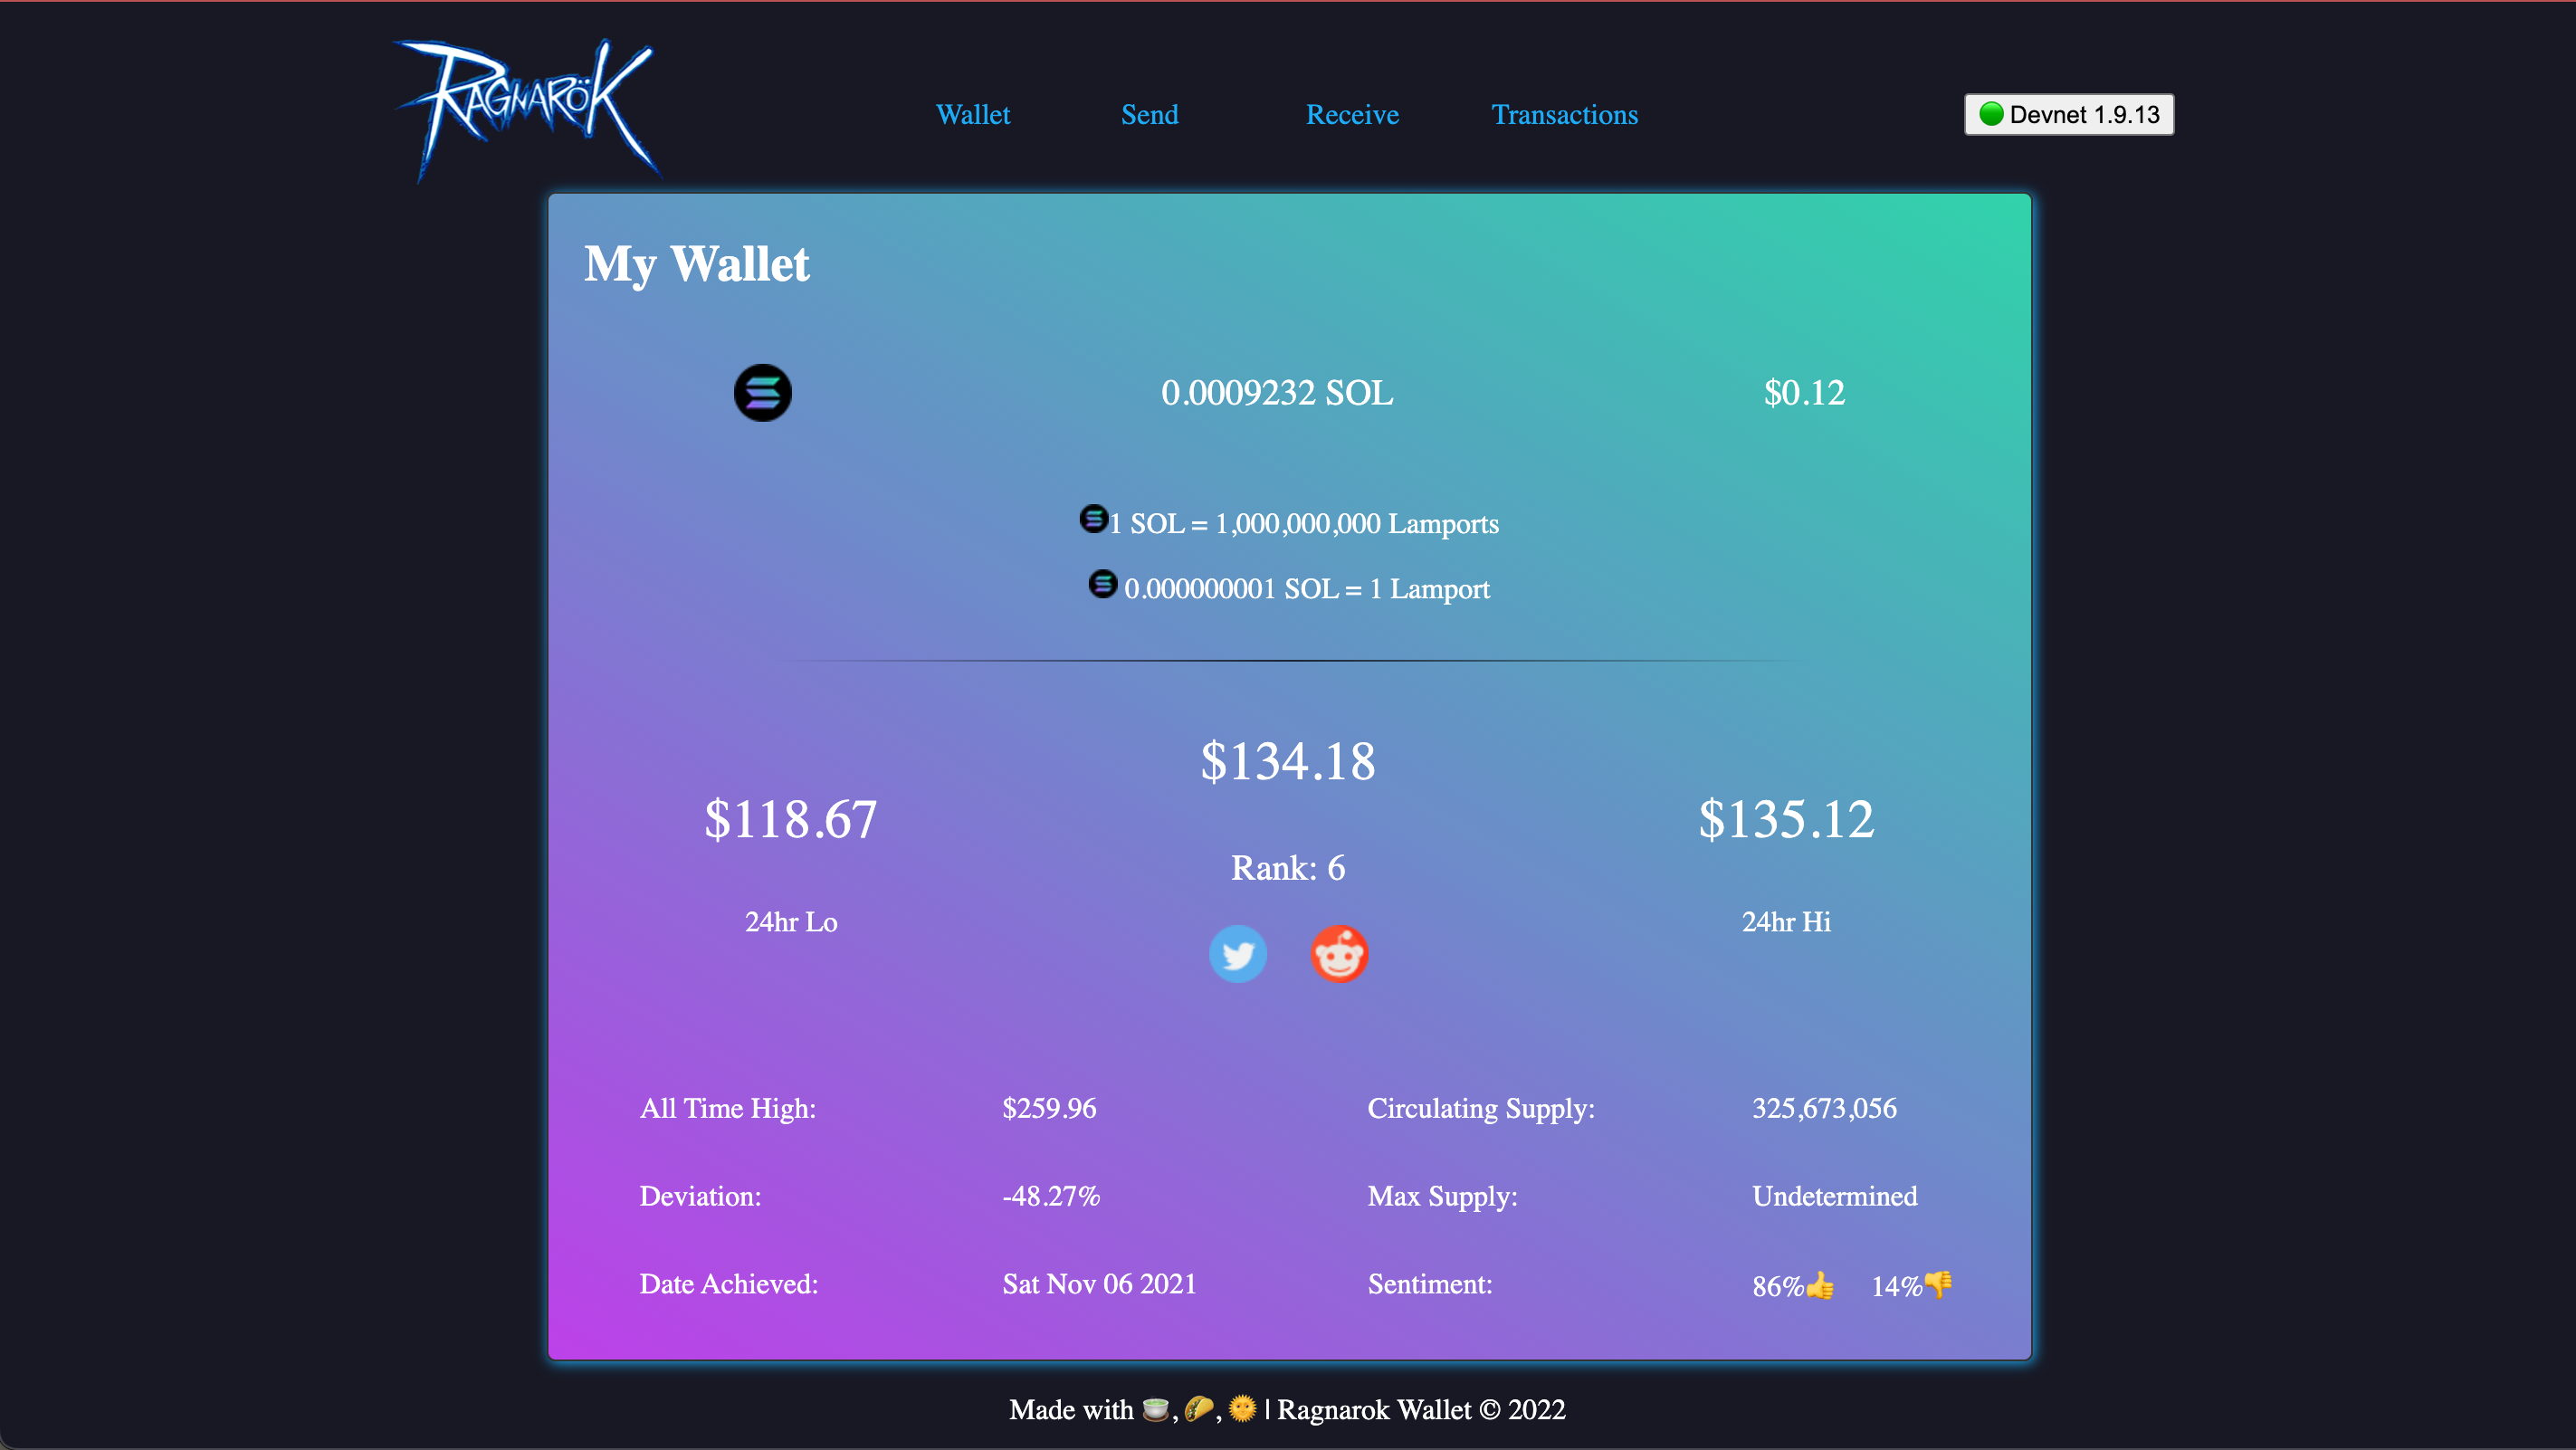 RAGNARÖK
Wallet Send Receive Transactions
Devnet 1.9.13
My Wallet
0.0009232 SOL $0.12
1 SOL = 1,000,000,000 Lamports
0.000000001 SOL = 1 Lamport
$134.18
$118.67
$135.12
Rank: 6
24hr Lo
24hr Hi
All Time High: $259.96 Circulating Supply: 325,673,056
Deviation: -48.27% Max Supply: Undetermined
Date Achieved: Sat Nov 06 2021 Sentiment: 86%👍 14%👎
Made with 🍵, 🌮, 🌞 | Ragnarok Wallet © 2022